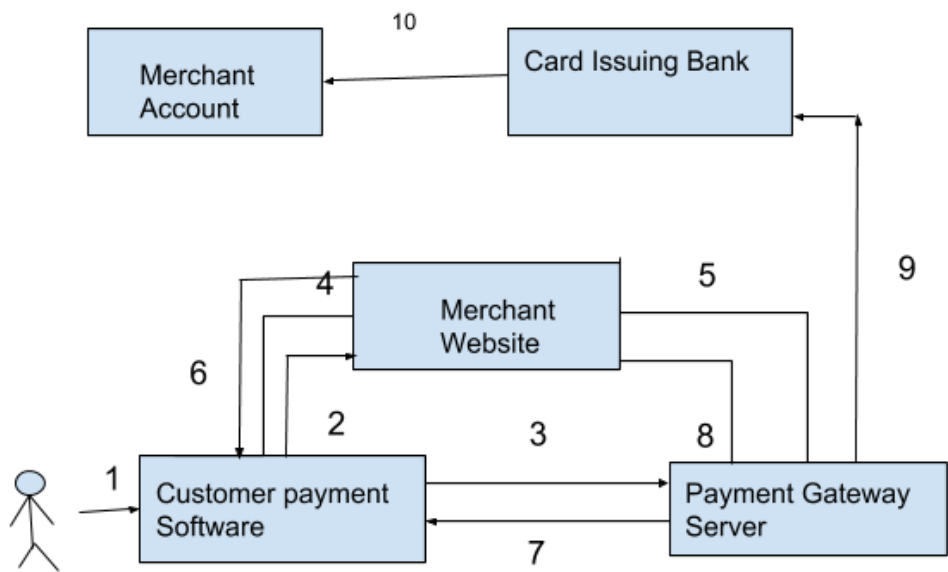 10
Merchant
Account
Card Issuing Bank
4
Merchant
Website
5
9
6
2
3
8
1
Customer payment
Software
Payment Gateway
Server
7